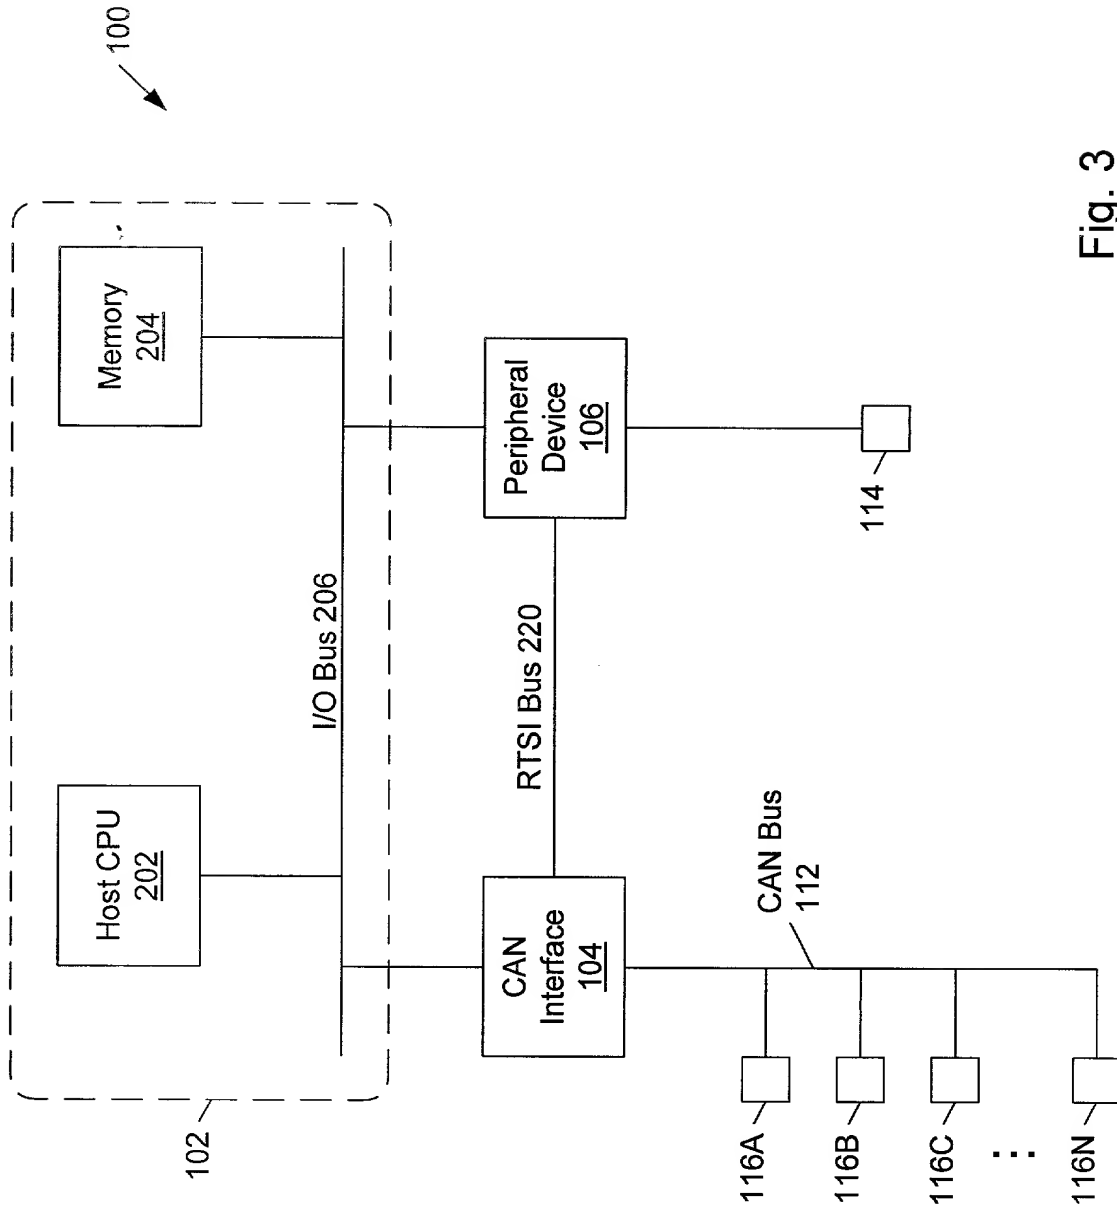 100
Host CPU
202
Memory
204
I/O Bus 206
102
CAN
Interface
104
RTSI Bus 220
Peripheral
Device
106
CAN Bus
112
114
116A
116B
116C
...
116N
Fig. 3